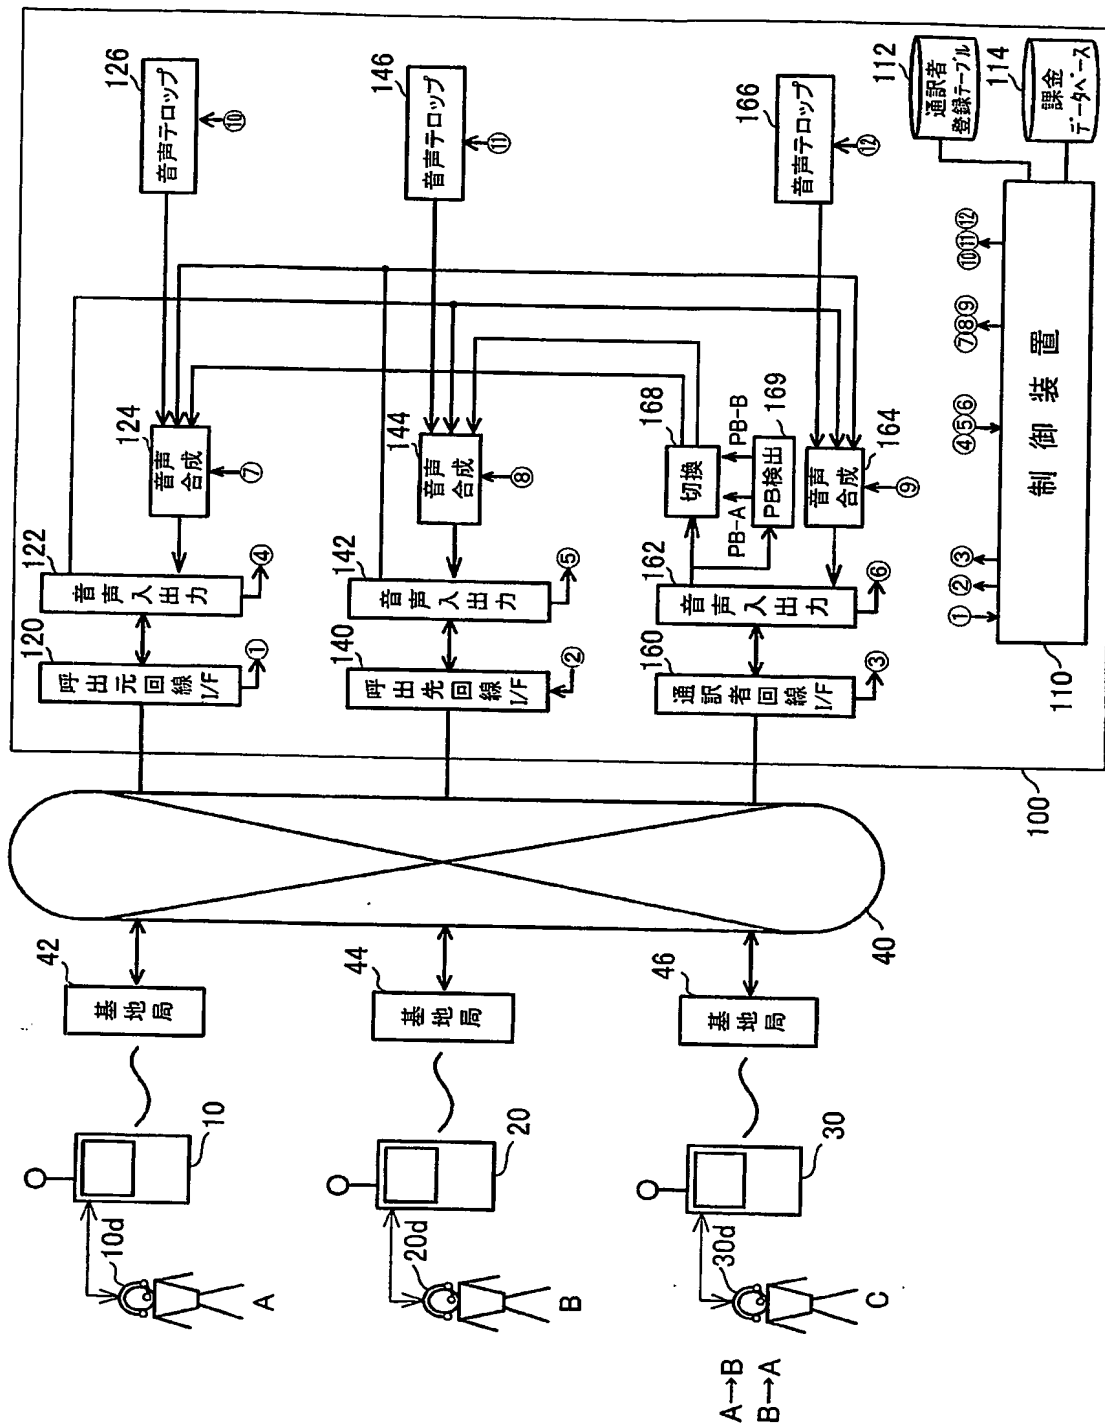 A
10d
10
基地局
42
B
20d
20
基地局
44
A→B
B→A
C
30d
30
基地局
46
40
100
呼出元回線I/F
120
①
音声入出力
122
④
音声
合成
124
⑦
音声テロップ
126
⑩
呼出先回線I/F
140
②
音声入出力
142
⑤
音声
合成
144
⑧
音声テロップ
146
⑪
通訳者回線I/F
160
③
音声入出力
162
⑥
切換
168
PB-A
PB-B
PB検出
169
音声
合成
164
⑨
音声テロップ
166
⑫
制御装置
110
①
②
③
④⑤⑥
⑦⑧⑨
⑩⑪⑫
通訳者
登録テーブル
112
課金
データベース
114